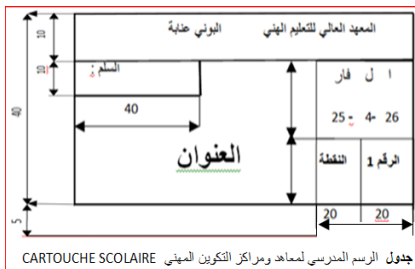 المعهد العالي للتعليم الهني البوني عنابة
10
السلم :
10
ا ل فار
40
40
25 - 4- 26
العنوان
النقطة
الرقم 1
5
20
20
جدول الرسم المدرسي لمعاهد ومراكز التكوين المهني CARTOUCHE SCOLAIRE